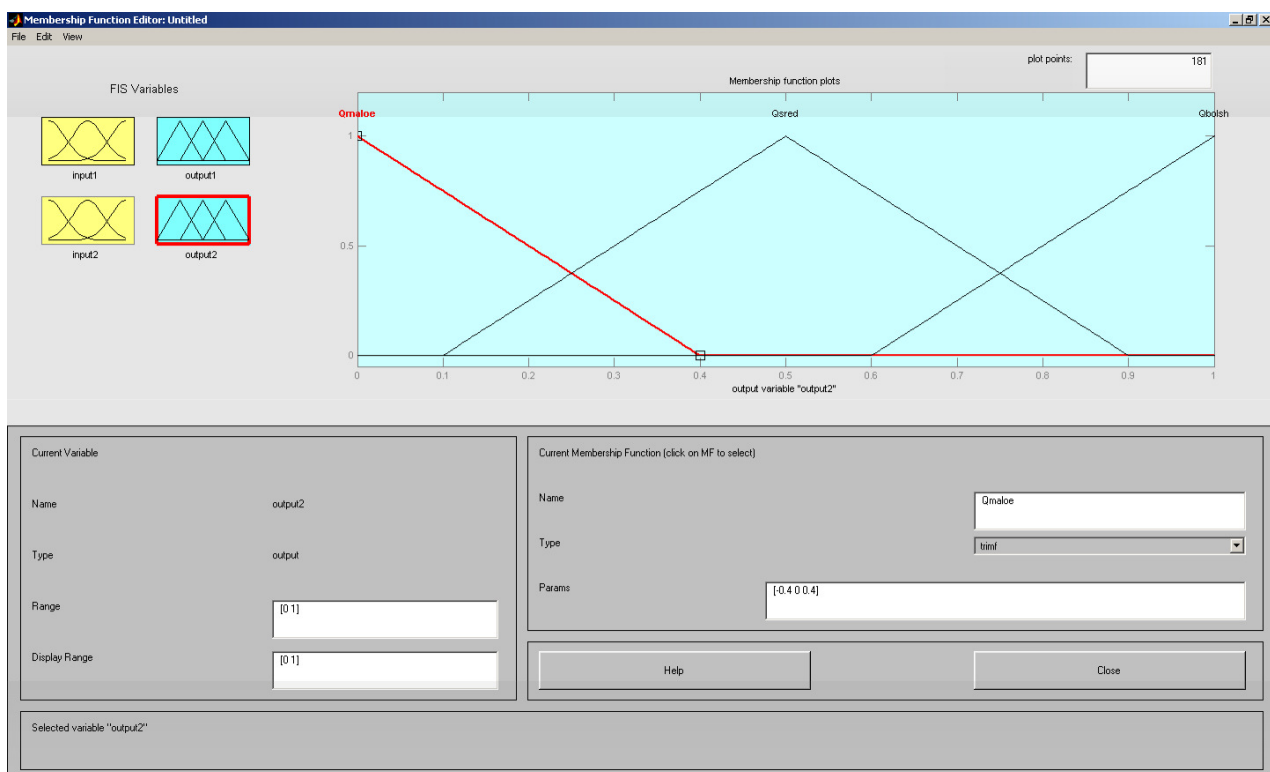 Membership Function Editor: Untitled
File Edit View
FIS Variables
input1
output1
input2
output2
plot points:
181
Membership function plots
Qmaloe
Qsred
Qbolsh
1
0.5
0
0 0.1 0.2 0.3 0.4 0.5 0.6 0.7 0.8 0.9 1
output variable "output2"
Current Variable
Name output2
Type output
Range [0 1]
Display Range [0 1]
Current Membership Function (click on MF to select)
Name Qmaloe
Type trimf
Params [-0.4 0 0.4]
Help
Close
Selected variable "output2"